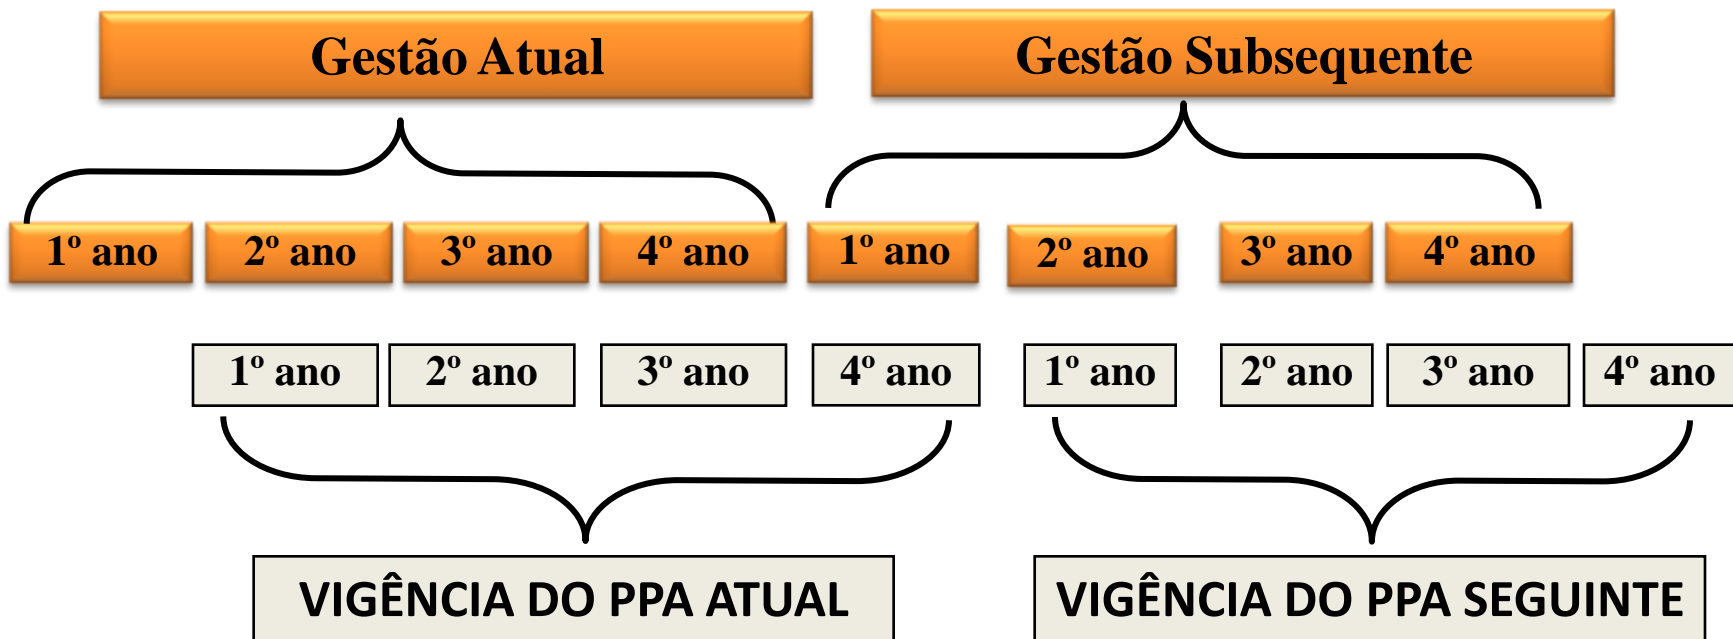 Gestão Atual
Gestão Subsequente
1º ano
2º ano
3º ano
4º ano
1º ano
2º ano
3º ano
4º ano
1º ano
2º ano
3º ano
4º ano
1º ano
2º ano
3º ano
4º ano
VIGÊNCIA DO PPA ATUAL
VIGÊNCIA DO PPA SEGUINTE